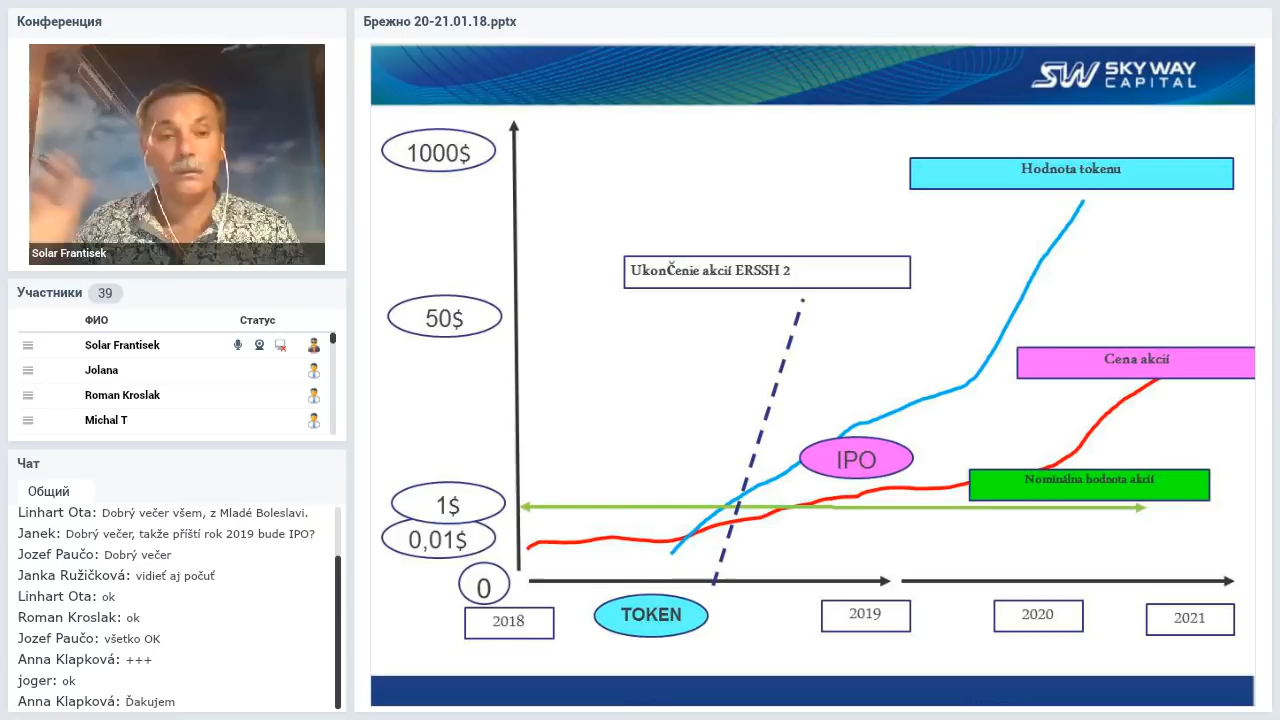 Конференция
Solar Frantisek
Участники 39
ФИО Статус
Solar Frantisek
Jolana
Roman Kroslak
Michal T
Чат
Общий
Linhart Ota: Dobrý večer všem, z Mladé Boleslavi.
Janek: Dobrý večer, takže příští rok 2019 bude IPO?
Jozef Paučo: Dobrý večer
Janka Ružičková: vidieť aj počuť
Linhart Ota: ok
Roman Kroslak: ok
Jozef Paučo: všetko OK
Anna Klapková: +++
joger: ok
Anna Klapková: Ďakujem
Брежно 20-21.01.18.pptx
SW SKY WAY
CAPITAL
1000$
Hodnota tokenu
UkonČenie akcií ERSSH 2
50$
Cena akcií
IPO
Nominálna hodnota akcií
1$
0,01$
0
TOKEN
2018
2019
2020
2021